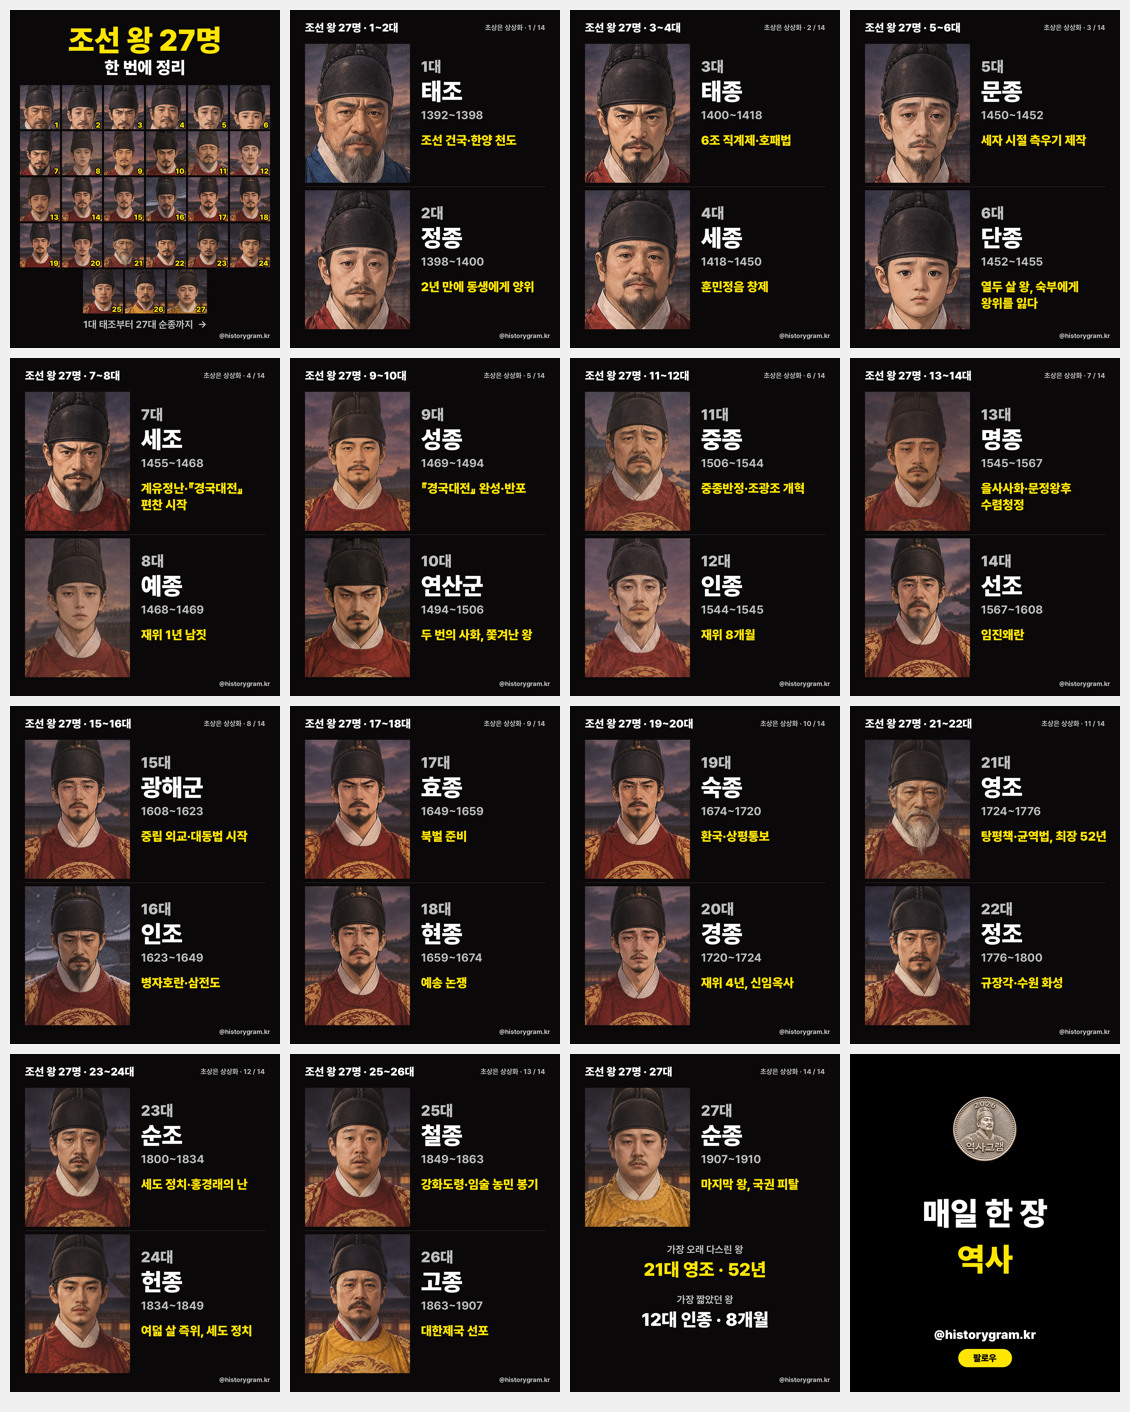 조선 왕 27명
한 번에 정리
1 2 3 4 5 6
7 8 9 10 11 12
13 14 15 16 17 18
19 20 21 22 23 24
25 26 27
1대 태조부터 27대 순종까지 →
@historygram.kr
조선 왕 27명 · 1~2대
초상은 상상화 · 1 / 14
1대
태조
1392~1398
조선 건국·한양 천도
2대
정종
1398~1400
2년 만에 동생에게 양위
@historygram.kr
조선 왕 27명 · 3~4대
초상은 상상화 · 2 / 14
3대
태종
1400~1418
6조 직계제·호패법
4대
세종
1418~1450
훈민정음 창제
@historygram.kr
조선 왕 27명 · 5~6대
초상은 상상화 · 3 / 14
5대
문종
1450~1452
세자 시절 측우기 제작
6대
단종
1452~1455
열두 살 왕, 숙부에게
왕위를 잃다
@historygram.kr
조선 왕 27명 · 7~8대
초상은 상상화 · 4 / 14
7대
세조
1455~1468
계유정난·『경국대전』
편찬 시작
8대
예종
1468~1469
재위 1년 남짓
@historygram.kr
조선 왕 27명 · 9~10대
초상은 상상화 · 5 / 14
9대
성종
1469~1494
『경국대전』 완성·반포
10대
연산군
1494~1506
두 번의 사화, 쫓겨난 왕
@historygram.kr
조선 왕 27명 · 11~12대
초상은 상상화 · 6 / 14
11대
중종
1506~1544
중종반정·조광조 개혁
12대
인종
1544~1545
재위 8개월
@historygram.kr
조선 왕 27명 · 13~14대
초상은 상상화 · 7 / 14
13대
명종
1545~1567
을사사화·문정왕후
수렴청정
14대
선조
1567~1608
임진왜란
@historygram.kr
조선 왕 27명 · 15~16대
초상은 상상화 · 8 / 14
15대
광해군
1608~1623
중립 외교·대동법 시작
16대
인조
1623~1649
병자호란·삼전도
@historygram.kr
조선 왕 27명 · 17~18대
초상은 상상화 · 9 / 14
17대
효종
1649~1659
북벌 준비
18대
현종
1659~1674
예송 논쟁
@historygram.kr
조선 왕 27명 · 19~20대
초상은 상상화 · 10 / 14
19대
숙종
1674~1720
환국·상평통보
20대
경종
1720~1724
재위 4년, 신임옥사
@historygram.kr
조선 왕 27명 · 21~22대
초상은 상상화 · 11 / 14
21대
영조
1724~1776
탕평책·균역법, 최장 52년
22대
정조
1776~1800
규장각·수원 화성
@historygram.kr
조선 왕 27명 · 23~24대
초상은 상상화 · 12 / 14
23대
순조
1800~1834
세도 정치·홍경래의 난
24대
헌종
1834~1849
여덟 살 즉위, 세도 정치
@historygram.kr
조선 왕 27명 · 25~26대
초상은 상상화 · 13 / 14
25대
철종
1849~1863
강화도령·임술 농민 봉기
26대
고종
1863~1907
대한제국 선포
@historygram.kr
조선 왕 27명 · 27대
초상은 상상화 · 14 / 14
27대
순종
1907~1910
마지막 왕, 국권 피탈
가장 오래 다스린 왕
21대 영조 · 52년
가장 짧았던 왕
12대 인종 · 8개월
@historygram.kr
2026
역사그램
매일 한 장
역사
@historygram.kr
팔로우